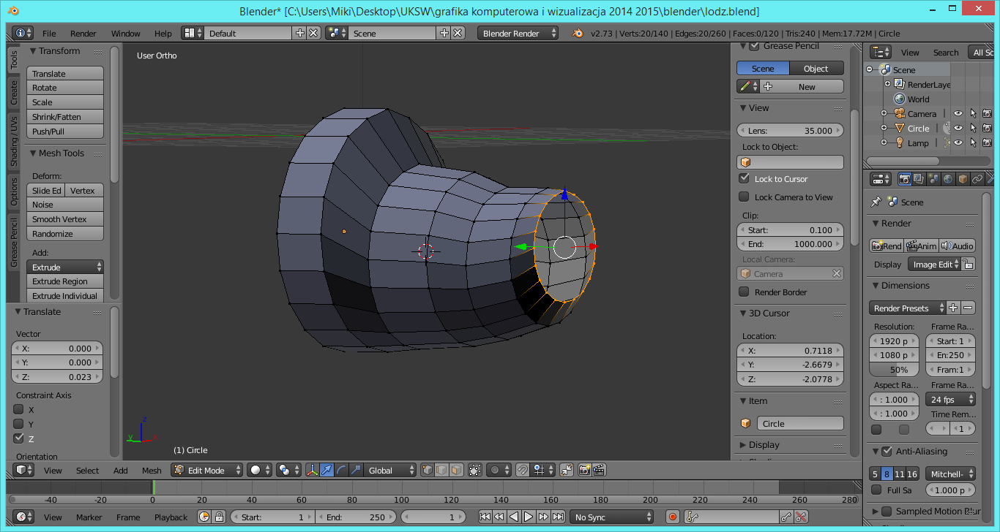 Blender* [C:\Users\Miki\Desktop\UKSW\grafika komputerowa i wizualizacja 2014 2015\blender\lodz.blend]
File Render Window Help Default Scene Blender Render v2.73 | Verts:20/140 | Edges:20/260 | Faces:0/120 | Tris:240 | Mem:17.72M | Circle
Tools
Create
Shading / UVs
Options
Grease Pencil
Transform
Translate
Rotate
Scale
Shrink/Fatten
Push/Pull
Mesh Tools
Deform:
Slide Ed Vertex
Noise
Smooth Vertex
Randomize
Add:
Extrude
Extrude Region
Extrude Individual
Translate
Vector
X: 0.000
Y: 0.000
Z: 0.023
Constraint Axis
X
Y
Z
Orientation
User Ortho
z
y
x
(1) Circle
Grease Pencil
Scene Object
New
View
Lens: 35.000
Lock to Object:
Lock to Cursor
Lock Camera to View
Clip:
Start: 0.100
End: 1000.000
Local Camera:
Camera
Render Border
3D Cursor
Location:
X: 0.7118
Y: -2.6679
Z: -2.0778
Item
Circle
Display
View Search All Sc
Scene
RenderLaye
World
Camera
Circle
Lamp
Scene
Render
Rend Anim Audio
Display Image Edit
Dimensions
Render Presets
Resolution: Frame Ra...
1920 p Start: 1
1080 p En:250
50% Fram:1
Aspect Ra... Frame Ra...
: 1.000 24 fps
: 1.000 Time Rem...
1
Anti-Aliasing
5 8 11 16 Mitchell-
Full Sa 1.000 p
Sampled Motion Blur
View Select Add Mesh Edit Mode Global
-40 -20 0 20 40 60 80 100 120 140 160 180 200 220 240 260 280
View Marker Frame Playback Start: 1 End: 250 1 No Sync